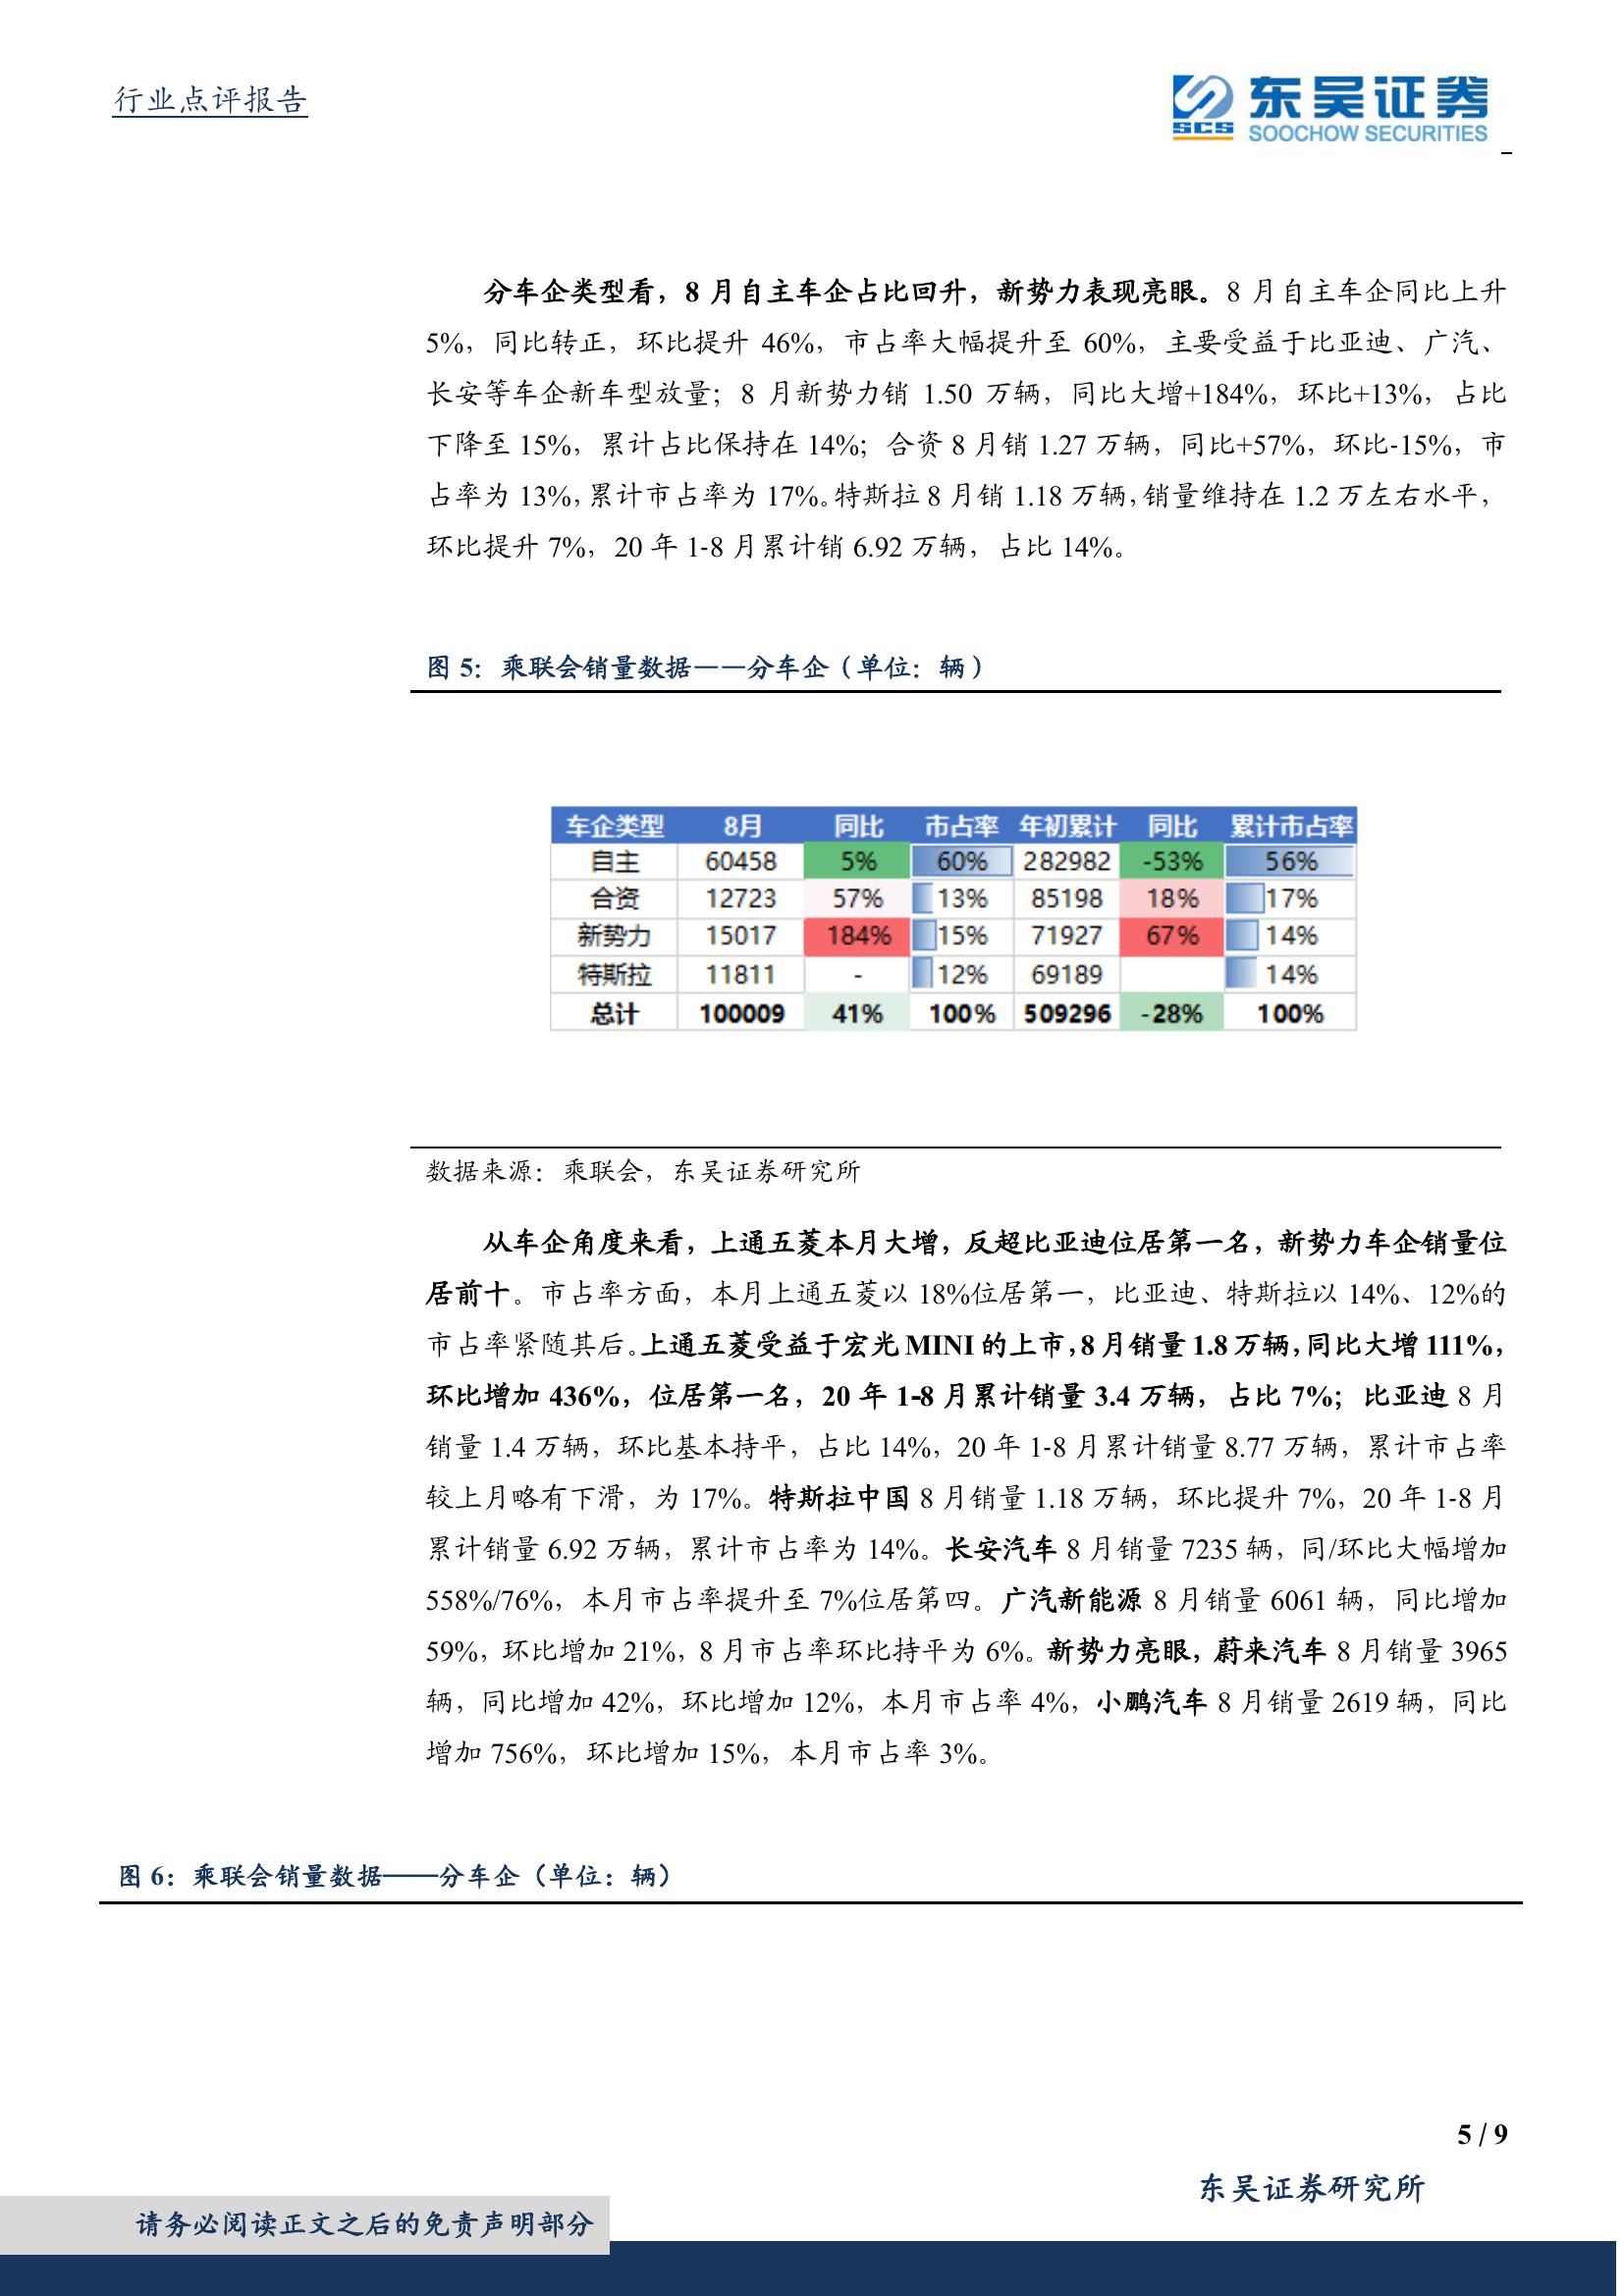 行业点评报告
东吴证券
SCS
SOOCHOW SECURITIES
分车企类型看，8 月自主车企占比回升，新势力表现亮眼。8 月自主车企同比上升
5%，同比转正，环比提升 46%，市占率大幅提升至 60%，主要受益于比亚迪、广汽、
长安等车企新车型放量；8 月新势力销 1.50 万辆，同比大增+184%，环比+13%，占比
下降至 15%，累计占比保持在 14%；合资 8 月销 1.27 万辆，同比+57%，环比-15%，市
占率为 13%，累计市占率为 17%。特斯拉 8 月销 1.18 万辆，销量维持在 1.2 万左右水平，
环比提升 7%，20 年 1-8 月累计销 6.92 万辆，占比 14%。
图 5：乘联会销量数据——分车企（单位：辆）
车企类型 8月 同比 市占率 年初累计 同比 累计市占率
自主 60458 5% 60% 282982 -53% 56%
合资 12723 57% 13% 85198 18% 17%
新势力 15017 184% 15% 71927 67% 14%
特斯拉 11811 - 12% 69189 14%
总计 100009 41% 100% 509296 -28% 100%
数据来源：乘联会，东吴证券研究所
从车企角度来看，上通五菱本月大增，反超比亚迪位居第一名，新势力车企销量位
居前十。市占率方面，本月上通五菱以 18%位居第一，比亚迪、特斯拉以 14%、12%的
市占率紧随其后。上通五菱受益于宏光 MINI 的上市，8 月销量 1.8 万辆，同比大增 111%，
环比增加 436%，位居第一名，20 年 1-8 月累计销量 3.4 万辆，占比 7%；比亚迪 8 月
销量 1.4 万辆，环比基本持平，占比 14%，20 年 1-8 月累计销量 8.77 万辆，累计市占率
较上月略有下滑，为 17%。特斯拉中国 8 月销量 1.18 万辆，环比提升 7%，20 年 1-8 月
累计销量 6.92 万辆，累计市占率为 14%。长安汽车 8 月销量 7235 辆，同/环比大幅增加
558%/76%，本月市占率提升至 7%位居第四。广汽新能源 8 月销量 6061 辆，同比增加
59%，环比增加 21%，8 月市占率环比持平为 6%。新势力亮眼，蔚来汽车 8 月销量 3965
辆，同比增加 42%，环比增加 12%，本月市占率 4%，小鹏汽车 8 月销量 2619 辆，同比
增加 756%，环比增加 15%，本月市占率 3%。
图 6：乘联会销量数据——分车企（单位：辆）
5 / 9
东吴证券研究所
请务必阅读正文之后的免责声明部分